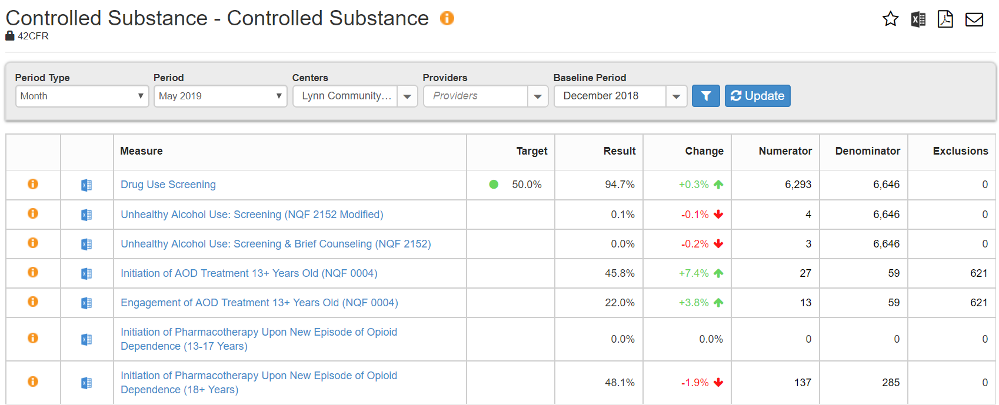 Controlled Substance - Controlled Substance
42CFR
Period Type Period Centers Providers Baseline Period
Month May 2019 Lynn Community... Providers December 2018 Update
Measure Target Result Change Numerator Denominator Exclusions
Drug Use Screening 50.0% 94.7% +0.3% 6,293 6,646 0
Unhealthy Alcohol Use: Screening (NQF 2152 Modified) 0.1% -0.1% 4 6,646 0
Unhealthy Alcohol Use: Screening & Brief Counseling (NQF 2152) 0.0% -0.2% 3 6,646 0
Initiation of AOD Treatment 13+ Years Old (NQF 0004) 45.8% +7.4% 27 59 621
Engagement of AOD Treatment 13+ Years Old (NQF 0004) 22.0% +3.8% 13 59 621
Initiation of Pharmacotherapy Upon New Episode of Opioid
Dependence (13-17 Years) 0.0% 0.0% 0 0 0
Initiation of Pharmacotherapy Upon New Episode of Opioid
Dependence (18+ Years) 48.1% -1.9% 137 285 0